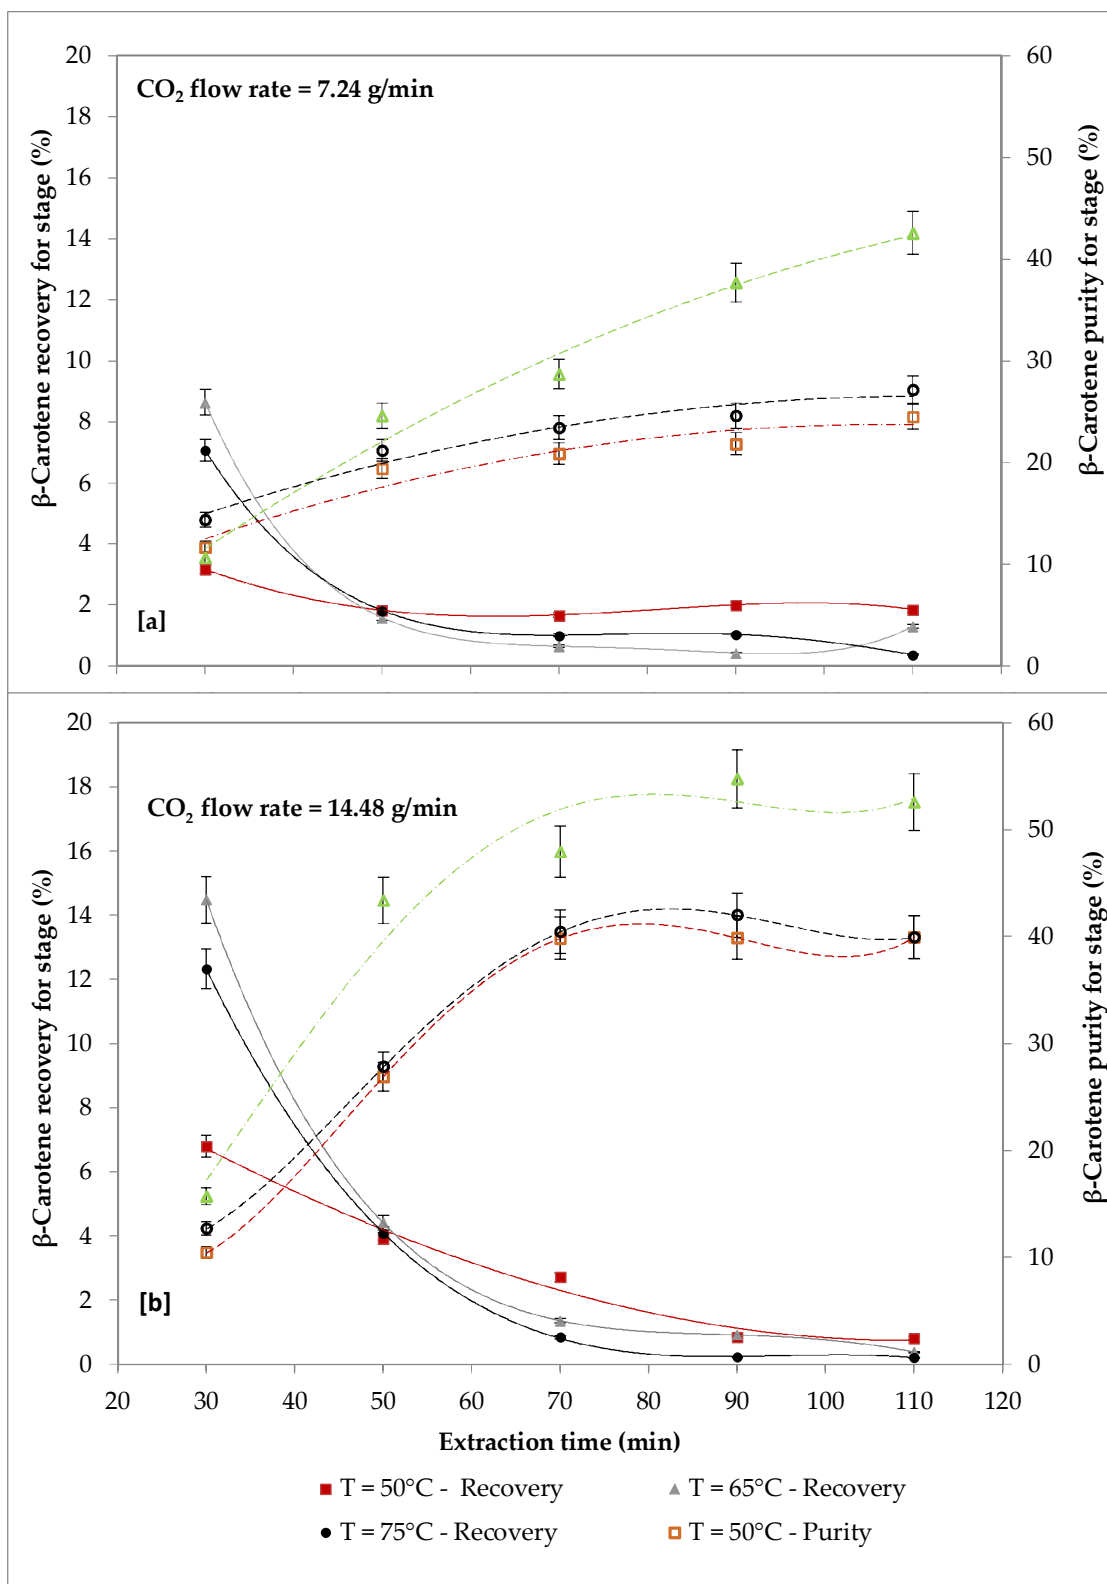 β-Carotene recovery for stage (%)
20
18
16
14
12
10
8
6
4
2
0
CO₂ flow rate = 7.24 g/min
[a]
60
50
40
30
20
10
0
β-Carotene purity for stage (%)
β-Carotene recovery for stage (%)
20
18
16
14
12
10
8
6
4
2
0
CO₂ flow rate = 14.48 g/min
[b]
60
50
40
30
20
10
0
β-Carotene purity for stage (%)
20 30 40 50 60 70 80 90 100 110 120
Extraction time (min)
T = 50°C - Recovery
T = 65°C - Recovery
T = 75°C - Recovery
T = 50°C - Purity